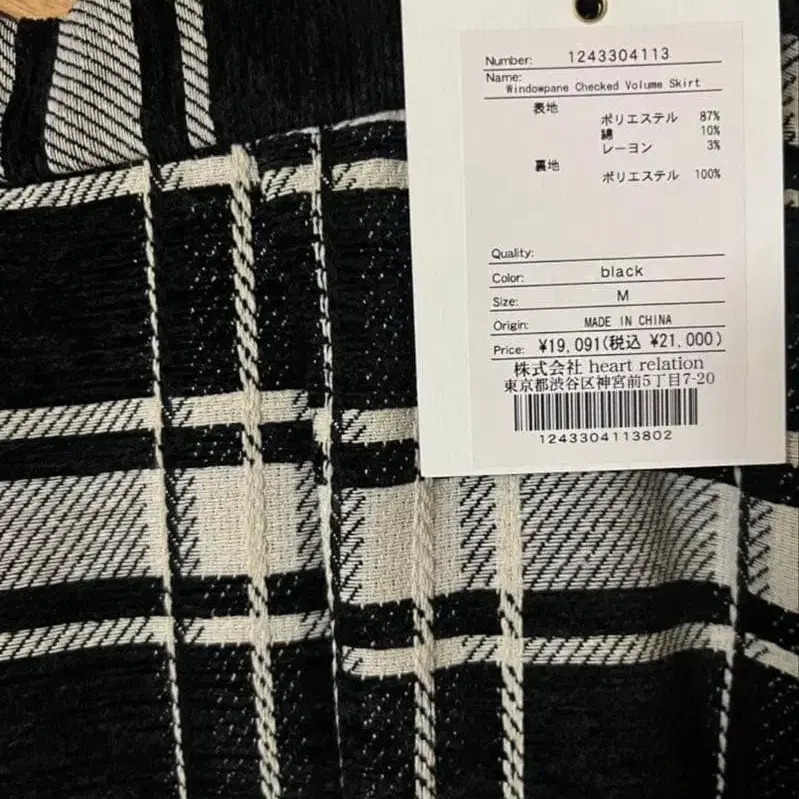 Number: 1243304113
Name:
Windowpane Checked Volume Skirt
表地
ポリエステル 87%
綿 10%
レーヨン 3%
裏地
ポリエステル 100%
Quality:
Color: black
Size: M
Origin: MADE IN CHINA
Price: ¥19,091(税込 ¥21,000)
株式会社 heart relation
東京都渋谷区神宮前5丁目7-20
1243304113802